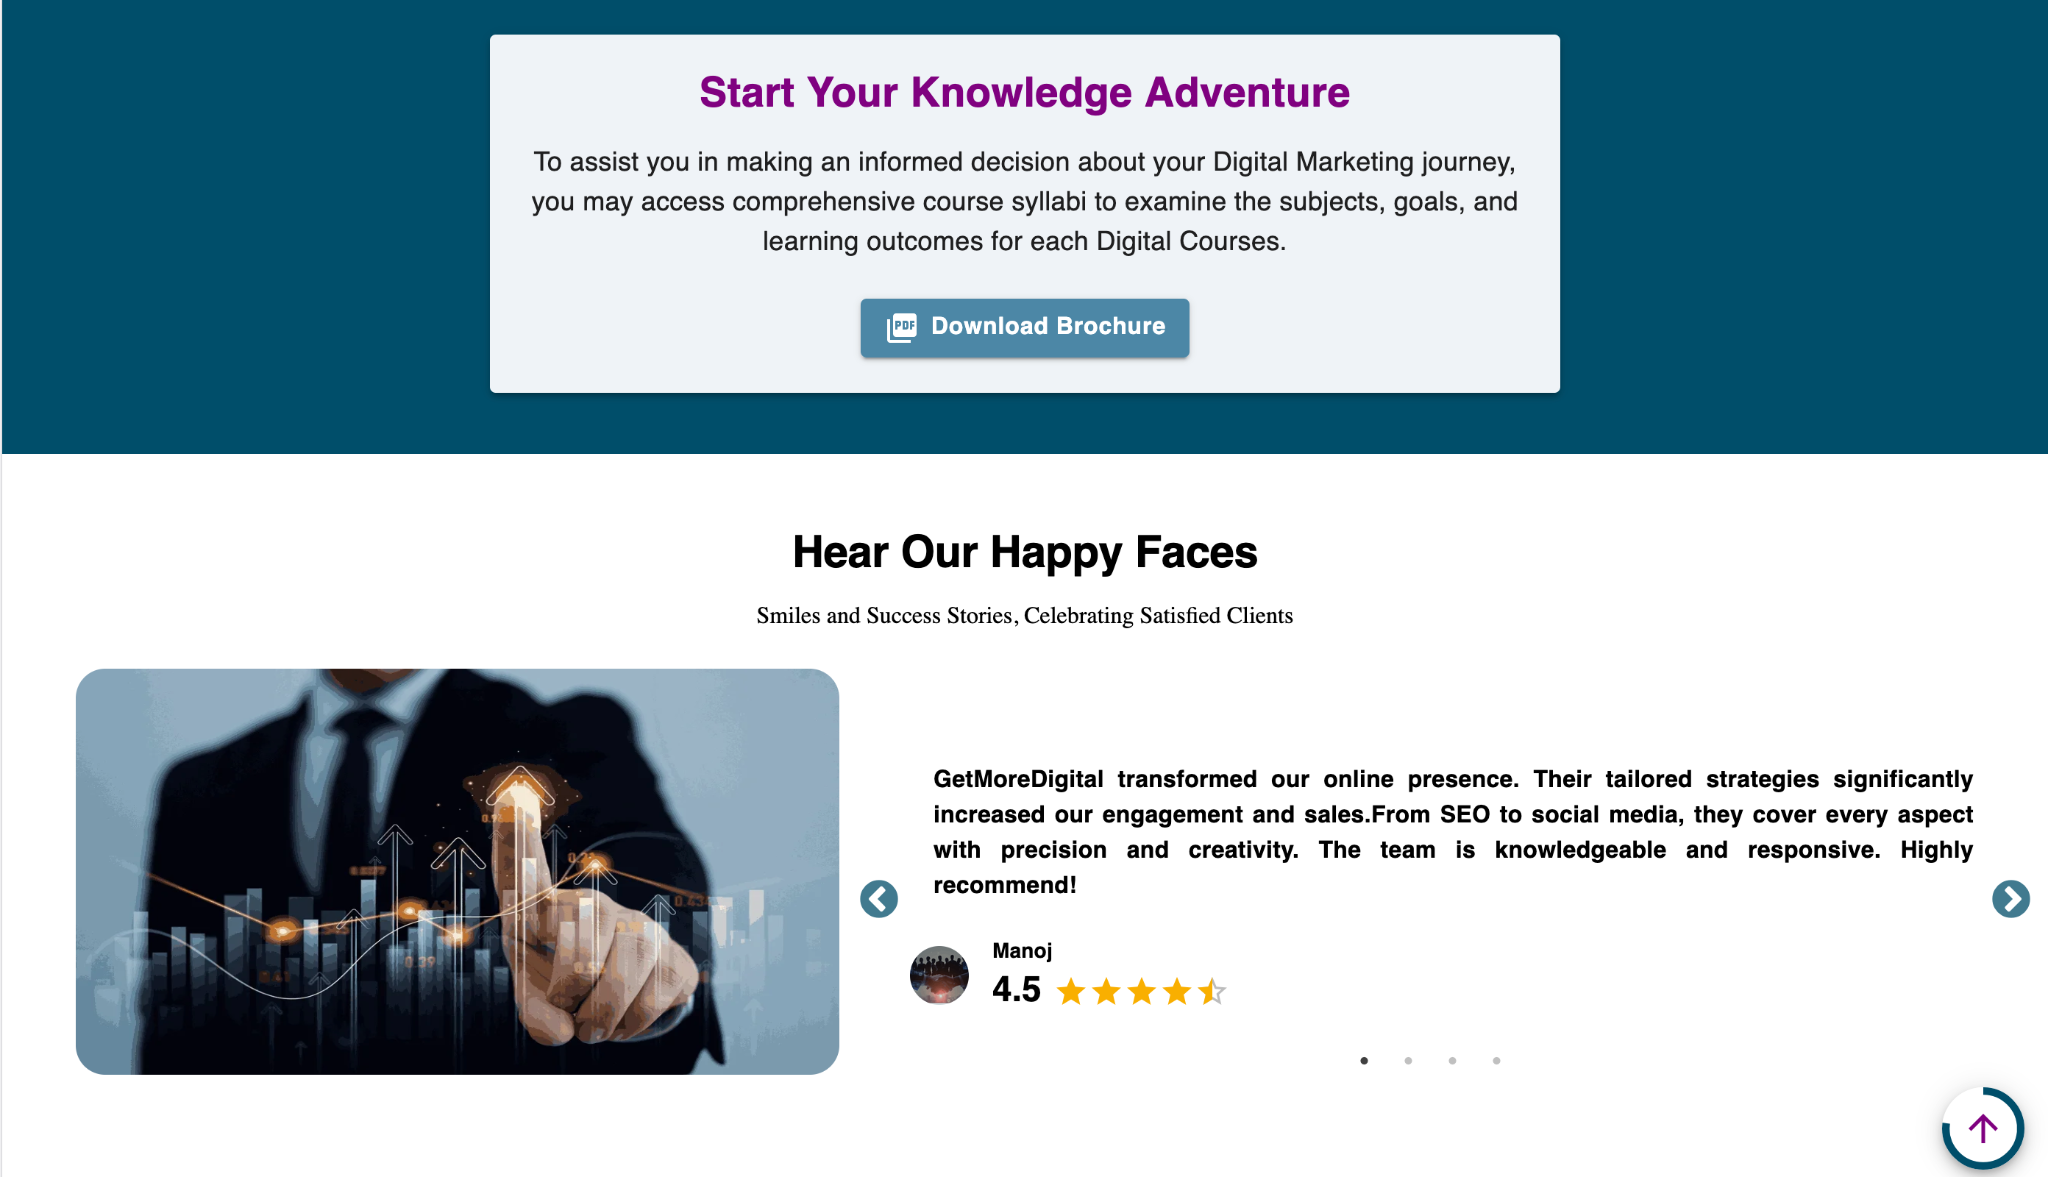 Start Your Knowledge Adventure
To assist you in making an informed decision about your Digital Marketing journey,
you may access comprehensive course syllabi to examine the subjects, goals, and
learning outcomes for each Digital Courses.
PDF Download Brochure
Hear Our Happy Faces
Smiles and Success Stories, Celebrating Satisfied Clients
GetMoreDigital transformed our online presence. Their tailored strategies significantly
increased our engagement and sales.From SEO to social media, they cover every aspect
with precision and creativity. The team is knowledgeable and responsive. Highly
recommend!
Manoj
4.5
0.39